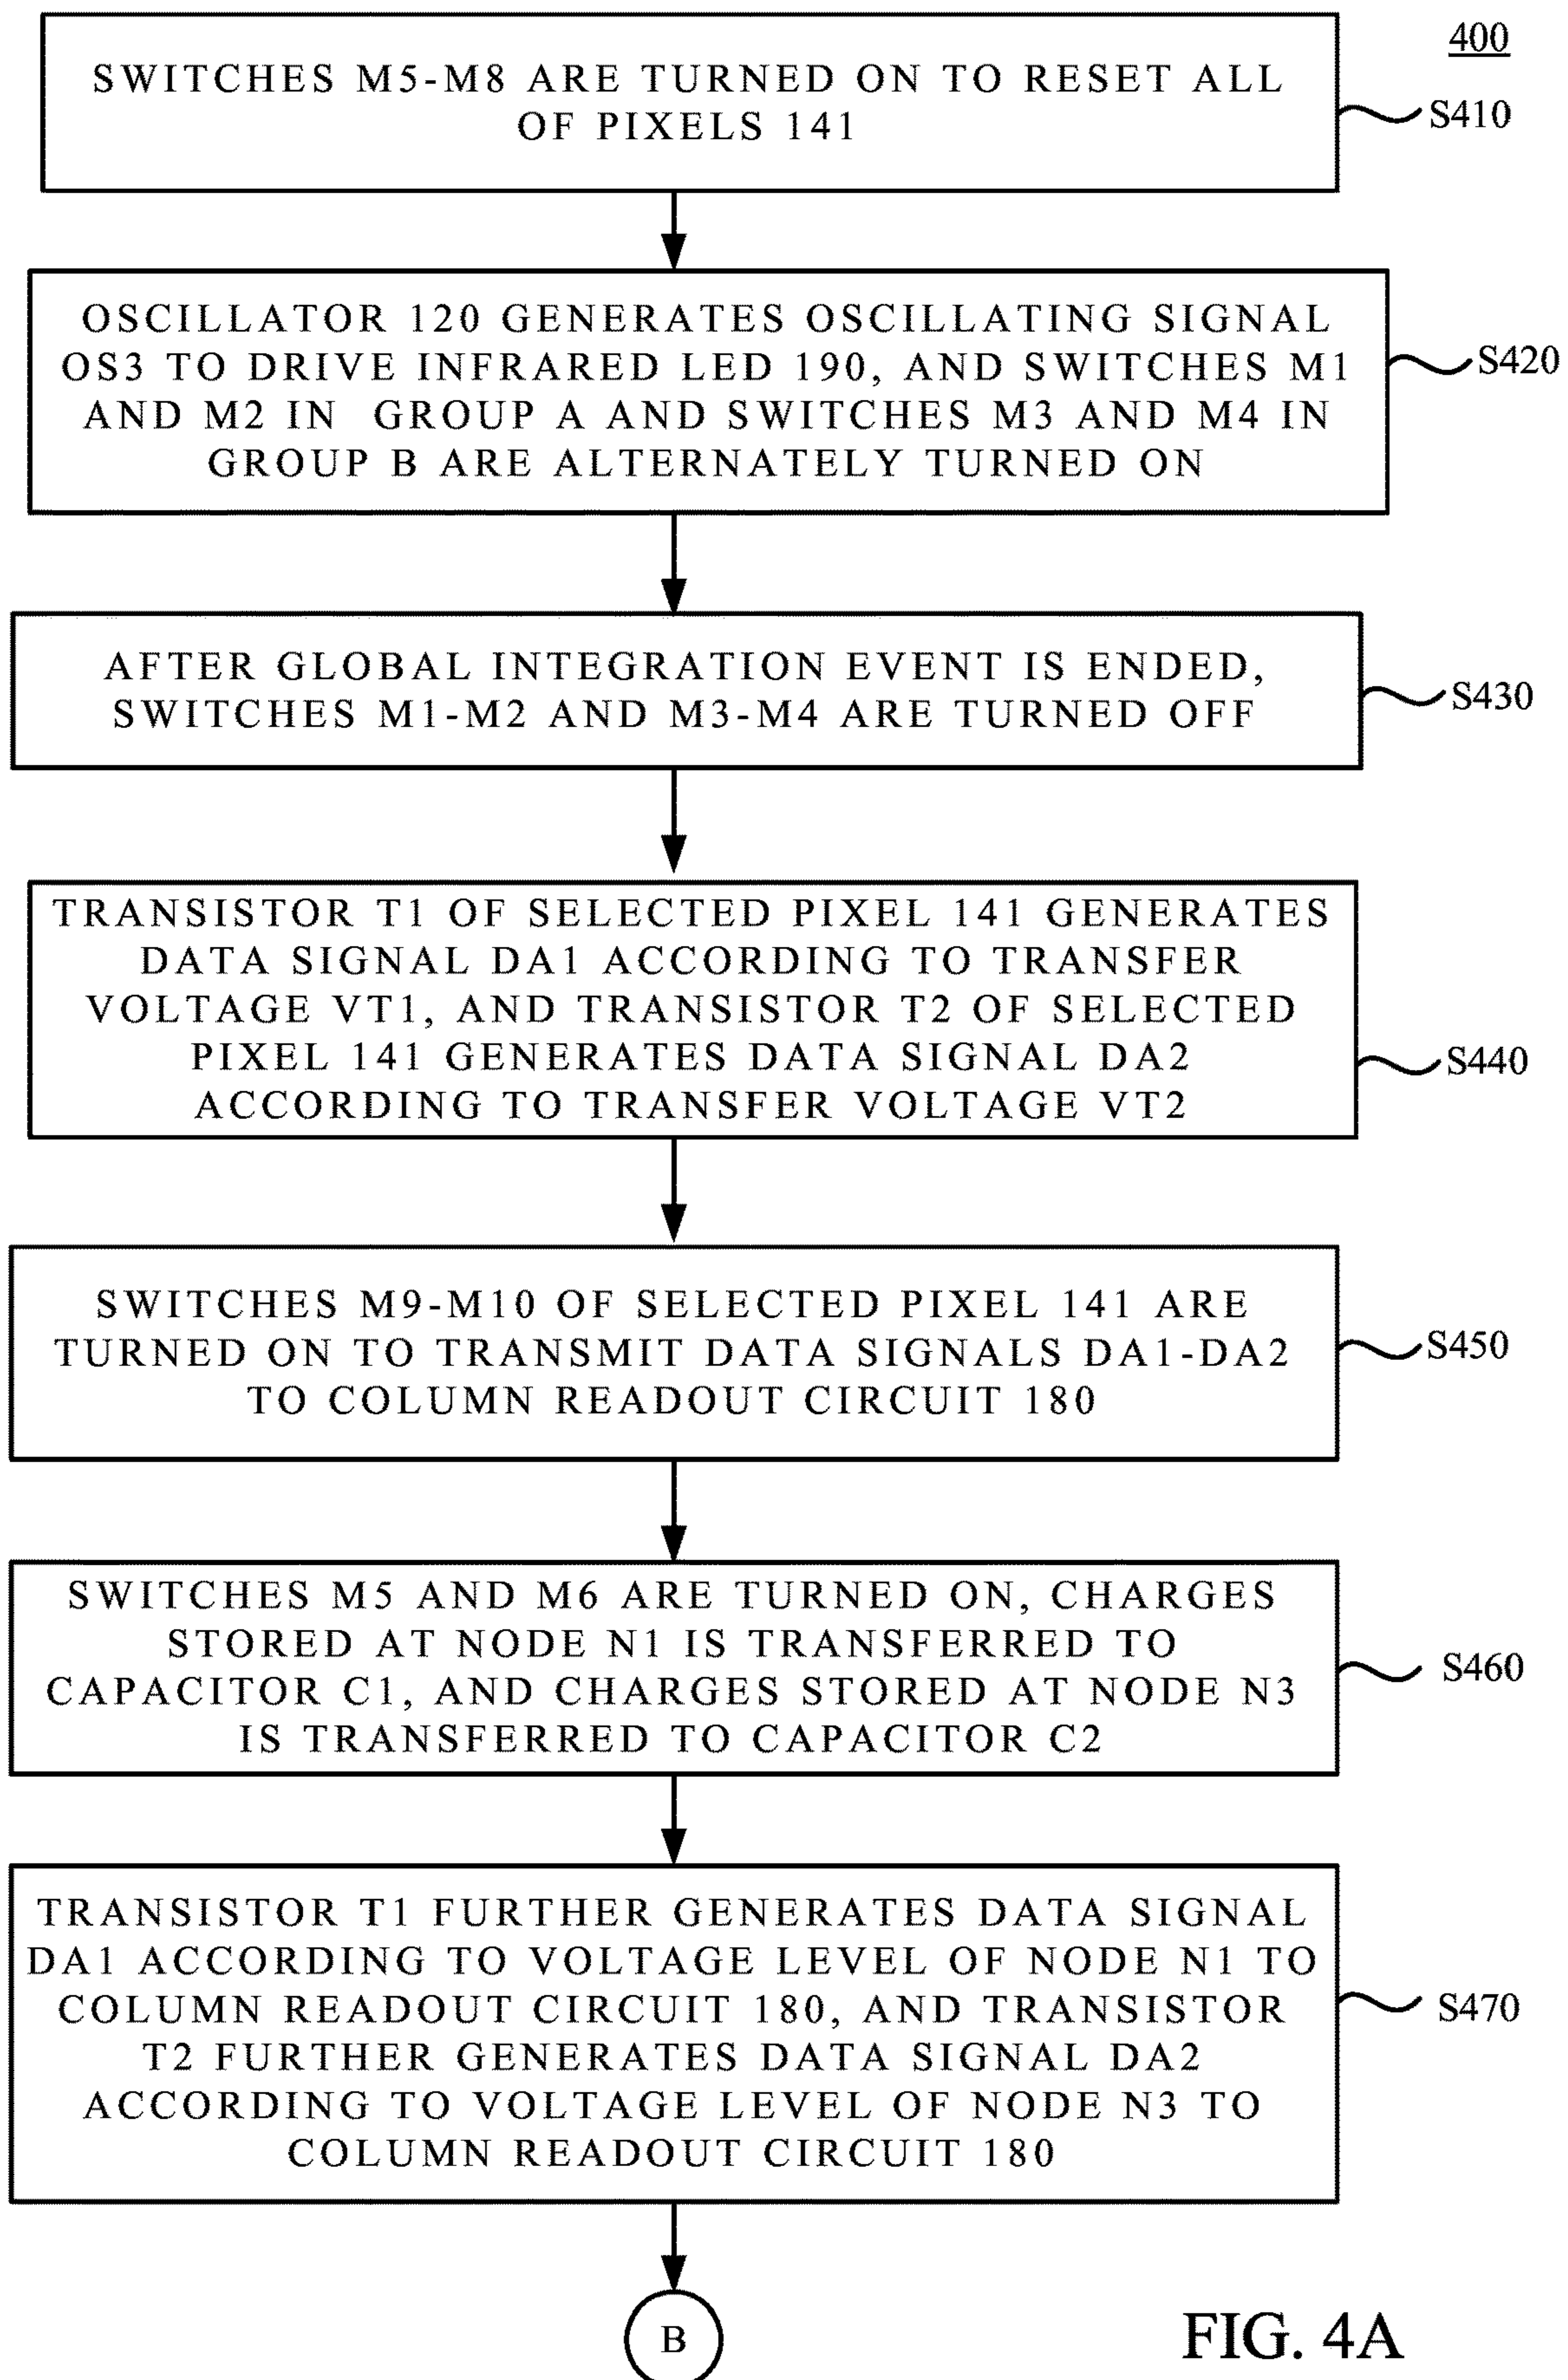 400
SWITCHES M5-M8 ARE TURNED ON TO RESET ALL
OF PIXELS 141
S410
OSCILLATOR 120 GENERATES OSCILLATING SIGNAL
OS3 TO DRIVE INFRARED LED 190, AND SWITCHES M1
AND M2 IN GROUP A AND SWITCHES M3 AND M4 IN
GROUP B ARE ALTERNATELY TURNED ON
S420
AFTER GLOBAL INTEGRATION EVENT IS ENDED,
SWITCHES M1-M2 AND M3-M4 ARE TURNED OFF
S430
TRANSISTOR T1 OF SELECTED PIXEL 141 GENERATES
DATA SIGNAL DA1 ACCORDING TO TRANSFER
VOLTAGE VT1, AND TRANSISTOR T2 OF SELECTED
PIXEL 141 GENERATES DATA SIGNAL DA2
ACCORDING TO TRANSFER VOLTAGE VT2
S440
SWITCHES M9-M10 OF SELECTED PIXEL 141 ARE
TURNED ON TO TRANSMIT DATA SIGNALS DA1-DA2
TO COLUMN READOUT CIRCUIT 180
S450
SWITCHES M5 AND M6 ARE TURNED ON, CHARGES
STORED AT NODE N1 IS TRANSFERRED TO
CAPACITOR C1, AND CHARGES STORED AT NODE N3
IS TRANSFERRED TO CAPACITOR C2
S460
TRANSISTOR T1 FURTHER GENERATES DATA SIGNAL
DA1 ACCORDING TO VOLTAGE LEVEL OF NODE N1 TO
COLUMN READOUT CIRCUIT 180, AND TRANSISTOR
T2 FURTHER GENERATES DATA SIGNAL DA2
ACCORDING TO VOLTAGE LEVEL OF NODE N3 TO
COLUMN READOUT CIRCUIT 180
S470
B
FIG. 4A